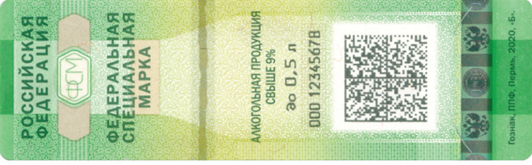 РОССИЙСКАЯ
ФЕДЕРАЦИЯ
ФСМ
ФЕДЕРАЛЬНАЯ
СПЕЦИАЛЬНАЯ
МАРКА
АЛКОГОЛЬНАЯ ПРОДУКЦИЯ
СВЫШЕ 9%
до 0,5 л
000 1234567В
Гознак, ППФ, Пермь, 2020, «Б».